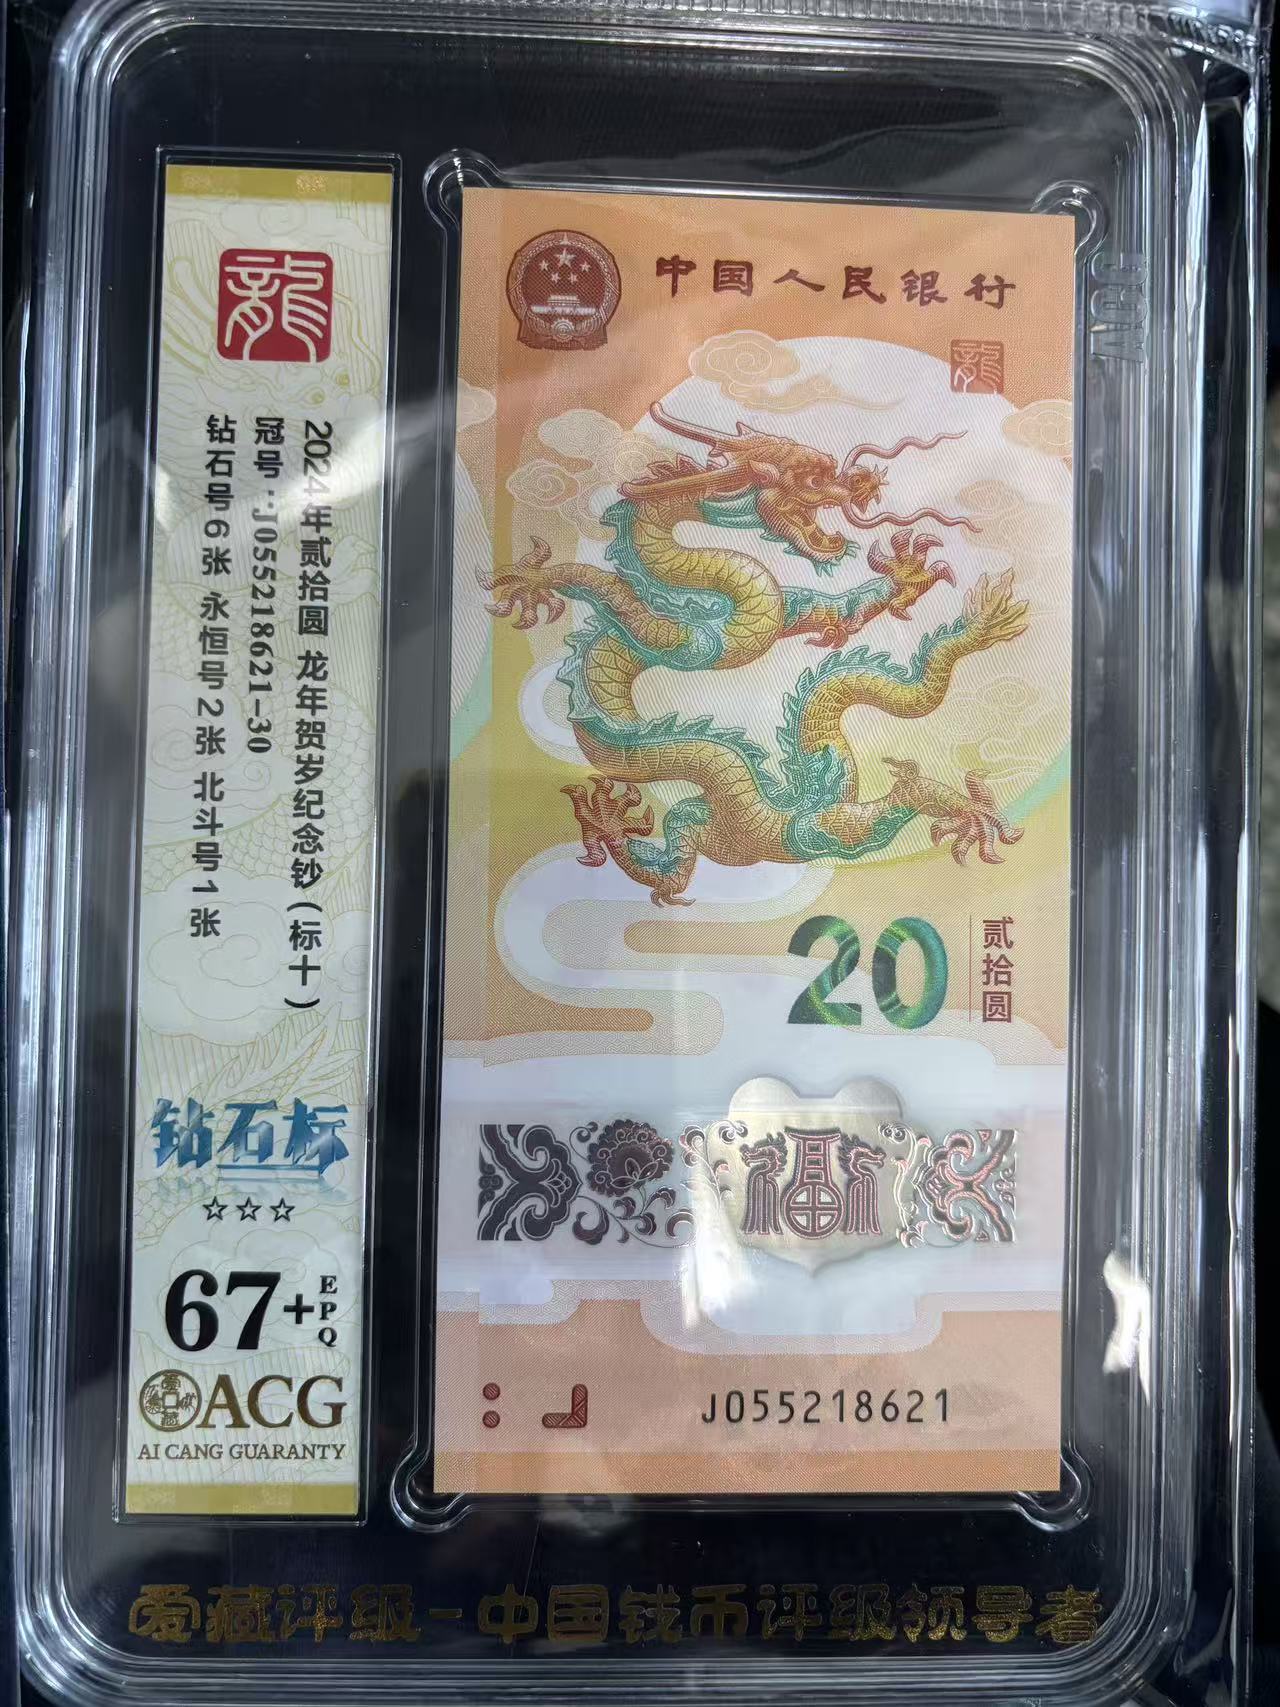 龍
2024年贰拾圆 龙年贺岁纪念钞(标十)
冠号:J055218621-30
钻石号6张 永恒号2张 北斗号1张
钻石标
☆☆☆
67+ EPQ
ACG
AI CANG GUARANTY
中国人民银行
龍
20 贰拾圆
福
J055218621
ACG
爱藏评级-中国钱币评级领导者